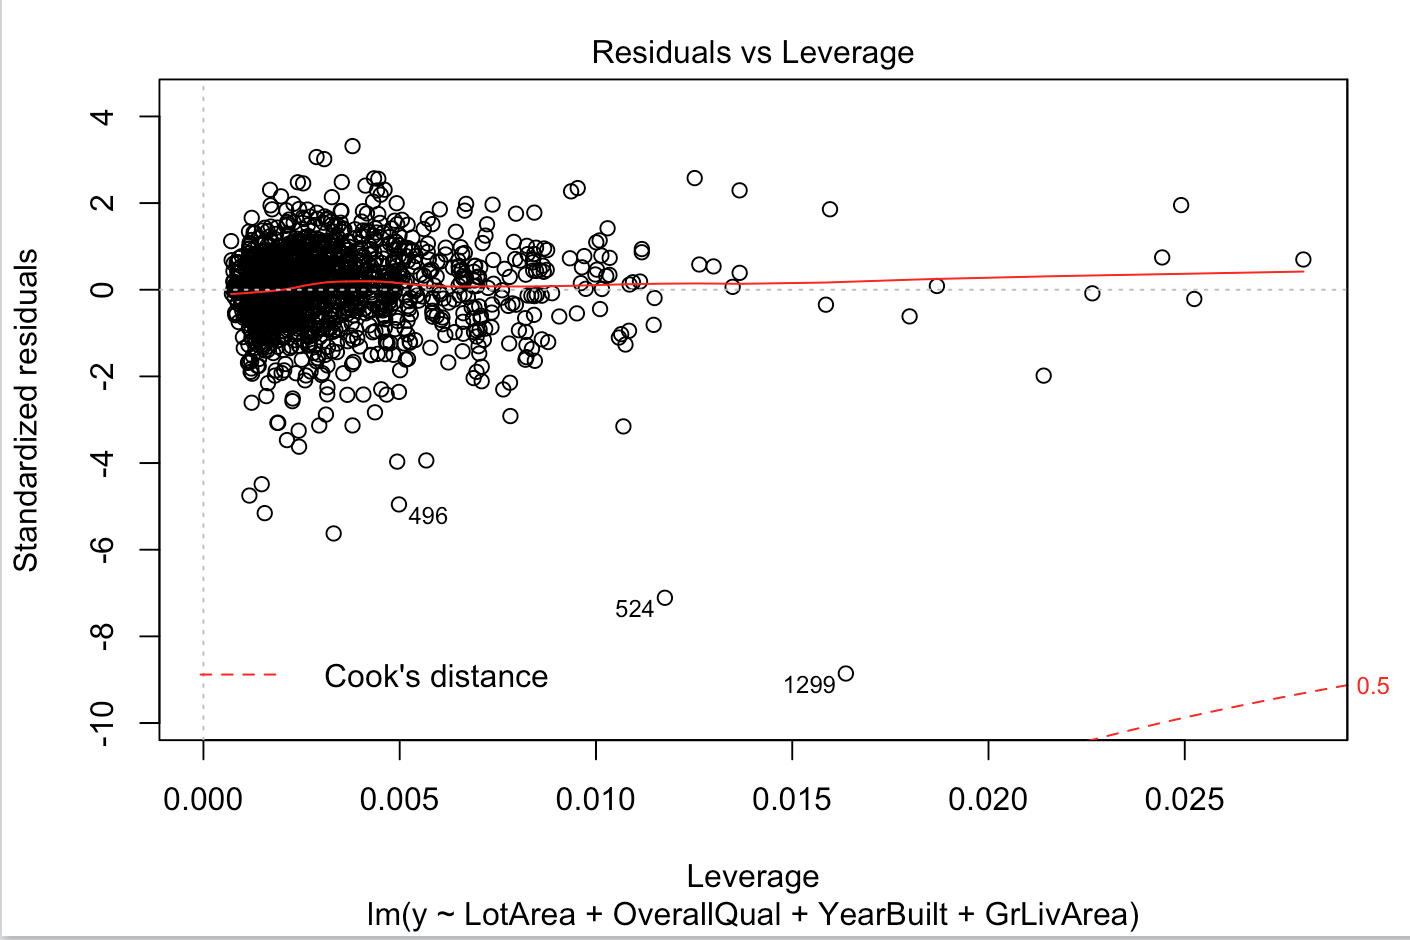 Residuals vs Leverage
Standardized residuals
4
2
0
-2
-4
-6
-8
-10
496
524
1299
Cook's distance
0.5
0.000 0.005 0.010 0.015 0.020 0.025
Leverage
lm(y ~ LotArea + OverallQual + YearBuilt + GrLivArea)